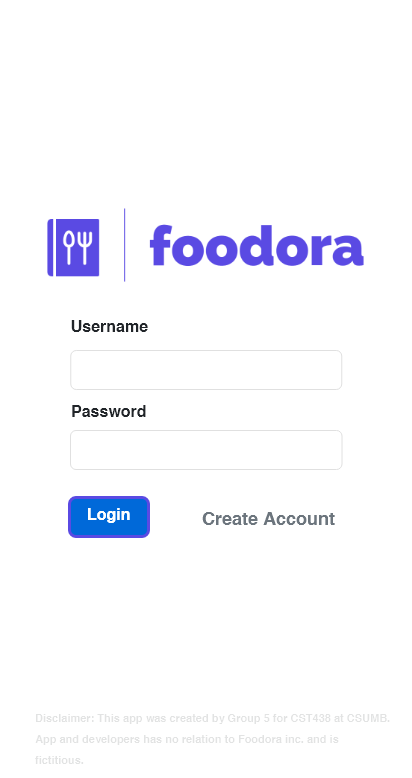 foodora
Username
Password
Login
Create Account
Disclaimer: This app was created by Group 5 for CST438 at CSUMB.
App and developers has no relation to Foodora inc. and is
fictitious.